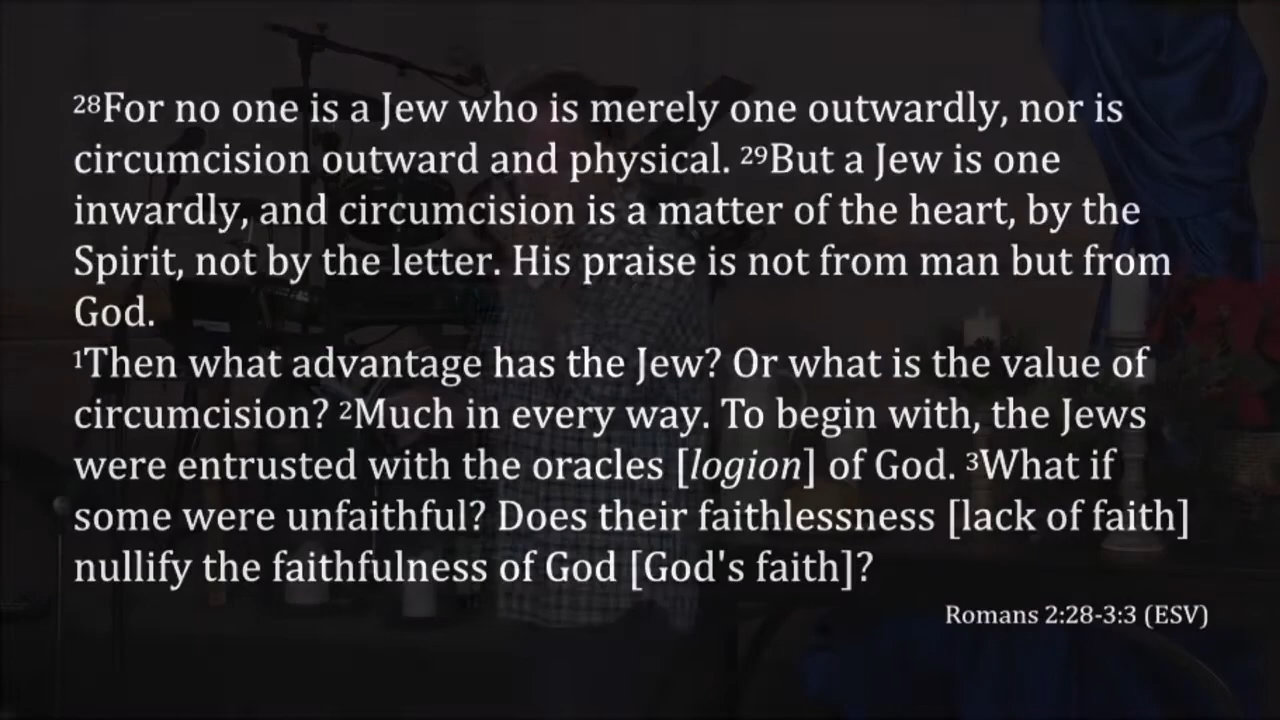 ²⁸For no one is a Jew who is merely one outwardly, nor is
circumcision outward and physical. ²⁹But a Jew is one
inwardly, and circumcision is a matter of the heart, by the
Spirit, not by the letter. His praise is not from man but from
God.
¹Then what advantage has the Jew? Or what is the value of
circumcision? ²Much in every way. To begin with, the Jews
were entrusted with the oracles [logion] of God. ³What if
some were unfaithful? Does their faithlessness [lack of faith]
nullify the faithfulness of God [God's faith]?
Romans 2:28-3:3 (ESV)